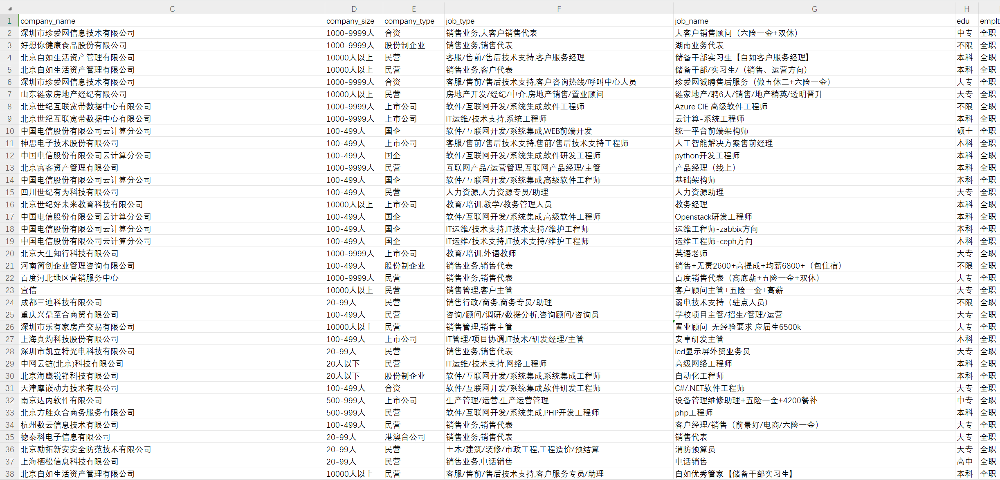 C D E F G H
1 company_name company_size company_type job_type job_name edu emplt
2 深圳市珍爱网信息技术有限公司 1000-9999人 合资 销售业务,大客户销售代表 大客户销售顾问（六险一金+双休） 中专 全职
3 好想你健康食品股份有限公司 1000-9999人 股份制企业 销售业务,销售代表 湖南业务代表 不限 全职
4 北京自如生活资产管理有限公司 10000人以上 民营 客服/售前/售后技术支持,客户服务经理 储备干部实习生【自如客户服务经理】 本科 全职
5 北京自如生活资产管理有限公司 10000人以上 民营 销售业务,客户代表 储备干部/实习生/（销售、运营方向） 本科 全职
6 深圳市珍爱网信息技术有限公司 1000-9999人 合资 客服/售前/售后技术支持,客户咨询热线/呼叫中心人员 珍爱网诚聘售后服务（做五休二+六险一金） 大专 全职
7 山东链家房地产经纪有限公司 10000人以上 民营 房地产开发/经纪/中介,房地产销售/置业顾问 链家地产/聘6人/销售/地产精英/透明晋升 大专 全职
8 北京世纪互联宽带数据中心有限公司 1000-9999人 上市公司 软件/互联网开发/系统集成,软件工程师 Azure CIE 高级软件工程师 不限 全职
9 北京世纪互联宽带数据中心有限公司 1000-9999人 上市公司 IT运维/技术支持,系统工程师 云计算-系统工程师 本科 全职
10 中国电信股份有限公司云计算分公司 100-499人 国企 软件/互联网开发/系统集成,WEB前端开发 统一平台前端架构师 硕士 全职
11 神思电子技术股份有限公司 100-499人 上市公司 客服/售前/售后技术支持,售前/售后技术支持工程师 人工智能解决方案售前经理 本科 全职
12 中国电信股份有限公司云计算分公司 100-499人 国企 软件/互联网开发/系统集成,软件研发工程师 python开发工程师 本科 全职
13 北京寓客资产管理有限公司 1000-9999人 民营 互联网产品/运营管理,互联网产品经理/主管 产品经理（线上） 本科 全职
14 中国电信股份有限公司云计算分公司 100-499人 国企 软件/互联网开发/系统集成,高级软件工程师 基础架构师 本科 全职
15 四川世纪有为科技有限公司 100-499人 民营 人力资源,人力资源专员/助理 人力资源助理 大专 全职
16 北京世纪好未来教育科技有限公司 10000人以上 上市公司 教育/培训,教学/教务管理人员 教务经理 本科 全职
17 中国电信股份有限公司云计算分公司 100-499人 国企 软件/互联网开发/系统集成,高级软件工程师 Openstack研发工程师 本科 全职
18 中国电信股份有限公司云计算分公司 100-499人 国企 IT运维/技术支持,IT技术支持/维护工程师 运维工程师-zabbix方向 本科 全职
19 中国电信股份有限公司云计算分公司 100-499人 国企 IT运维/技术支持,IT技术支持/维护工程师 运维工程师-ceph方向 本科 全职
20 北京大生知行科技有限公司 1000-9999人 上市公司 教育/培训,外语教师 英语老师 大专 全职
21 河南简创企业管理咨询有限公司 100-499人 股份制企业 销售业务,销售代表 销售+无责2600+高提成+均薪6800+（包住宿） 不限 全职
22 百度河北地区营销服务中心 1000-9999人 民营 销售业务,销售代表 百度销售代表（高底薪+五险一金+双休） 大专 全职
23 宜信 10000人以上 民营 销售管理,客户主管 客户顾问主管+五险一金+高薪 大专 全职
24 成都三迪科技有限公司 20-99人 民营 销售行政/商务,商务专员/助理 弱电技术支持（驻点人员） 不限 全职
25 重庆兴鼎至合商贸有限公司 100-499人 民营 咨询/顾问/调研/数据分析,咨询顾问/咨询员 学校项目主管/招生/管理/运营 大专 全职
26 深圳市乐有家房产交易有限公司 10000人以上 民营 销售管理,销售主管 置业顾问 无经验要求 应届生6500k 大专 全职
27 上海真灼科技股份有限公司 100-499人 上市公司 IT管理/项目协调,IT技术/研发经理/主管 安卓研发主管 本科 全职
28 深圳市凯立特光电科技有限公司 20-99人 民营 销售业务,销售代表 led显示屏外贸业务员 大专 全职
29 中网云链(北京)科技有限公司 20人以下 民营 IT运维/技术支持,网络工程师 高级网络工程师 本科 全职
30 北京海鹰锐锋科技有限公司 20人以下 股份制企业 软件/互联网开发/系统集成,系统集成工程师 自动化工程师 本科 全职
31 天津摩嵌动力技术有限公司 100-499人 合资 软件/互联网开发/系统集成,软件研发工程师 C#/.NET软件工程师 大专 全职
32 南京达内软件有限公司 500-999人 上市公司 生产管理/运营,生产运营管理 设备管理维修助理+五险一金+4200餐补 中专 全职
33 北京方胜众合商务服务有限公司 500-999人 民营 软件/互联网开发/系统集成,PHP开发工程师 php工程师 本科 全职
34 杭州数云信息技术有限公司 100-499人 民营 销售业务,销售代表 客户经理/销售（前景好/电商/六险一金） 大专 全职
35 德泰科电子信息有限公司 20-99人 港澳台公司 销售业务,销售代表 销售代表 大专 全职
36 北京励拓新安安全防范技术有限公司 20-99人 民营 土木/建筑/装修/市政工程,工程造价/预结算 消防预算员 大专 全职
37 上海栖松信息科技有限公司 20-99人 民营 销售业务,电话销售 电话销售 高中 全职
38 北京自如生活资产管理有限公司 10000人以上 民营 客服/售前/售后技术支持,客户服务专员/助理 自如优秀管家【储备干部实习生】 本科 全职